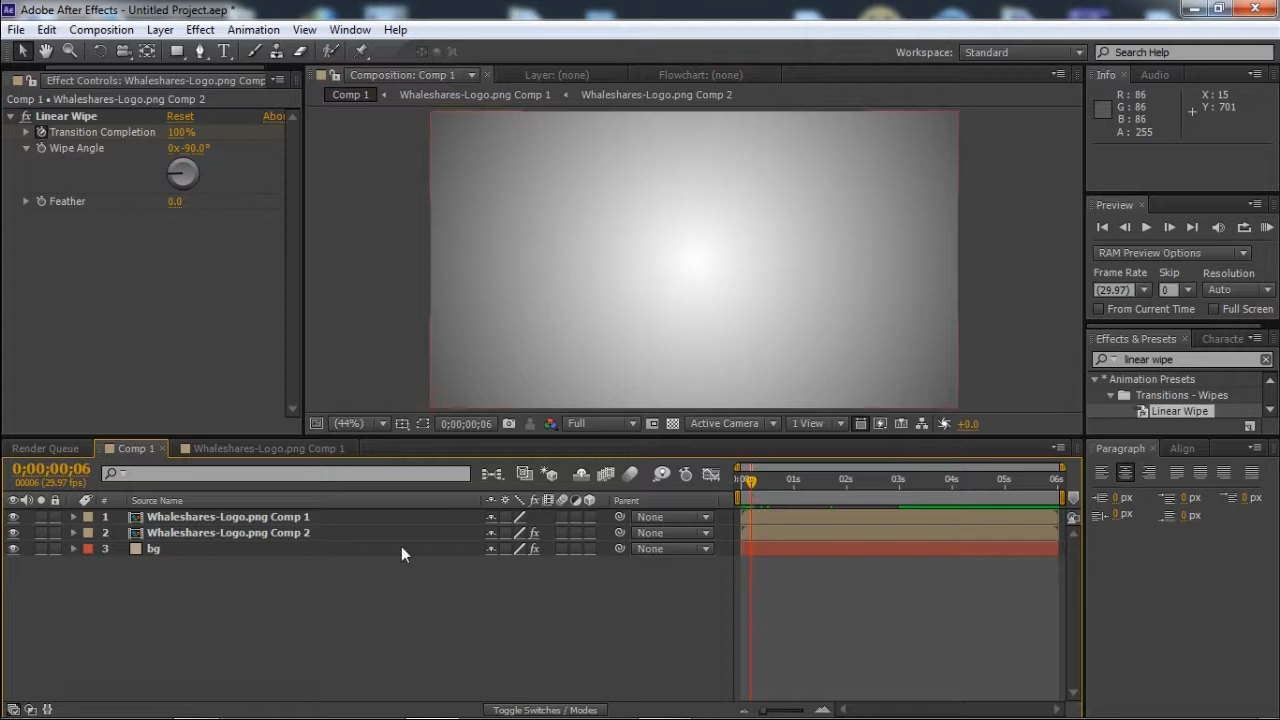 Adobe After Effects - Untitled Project.aep *
File Edit Composition Layer Effect Animation View Window Help
Workspace: Standard Search Help
Effect Controls: Whaleshares-Logo.png Comp
Comp 1 • Whaleshares-Logo.png Comp 2
fx Linear Wipe Reset Abou
Transition Completion 100%
Wipe Angle 0x-90.0°
Feather 0.0
Composition: Comp 1 Layer: (none) Flowchart: (none)
Comp 1 Whaleshares-Logo.png Comp 1 Whaleshares-Logo.png Comp 2
(44%) 0;00;00;06 Full Active Camera 1 View +0.0
Info Audio
R: 86 X: 15
G: 86 Y: 701
B: 86
A: 255
Preview
RAM Preview Options
Frame Rate Skip Resolution
(29.97) 0 Auto
From Current Time Full Screen
Effects & Presets Characte
linear wipe
* Animation Presets
Transitions - Wipes
Linear Wipe
Paragraph Align
0 px 0 px 0 px
0 px 0 px
Render Queue Comp 1 Whaleshares-Logo.png Comp 1
0;00;00;06
00006 (29.97 fps)
# Source Name fx Parent
01s 02s 03s 04s 05s 06s
1 Whaleshares-Logo.png Comp 1 None
2 Whaleshares-Logo.png Comp 2 fx None
3 bg fx None
Toggle Switches / Modes